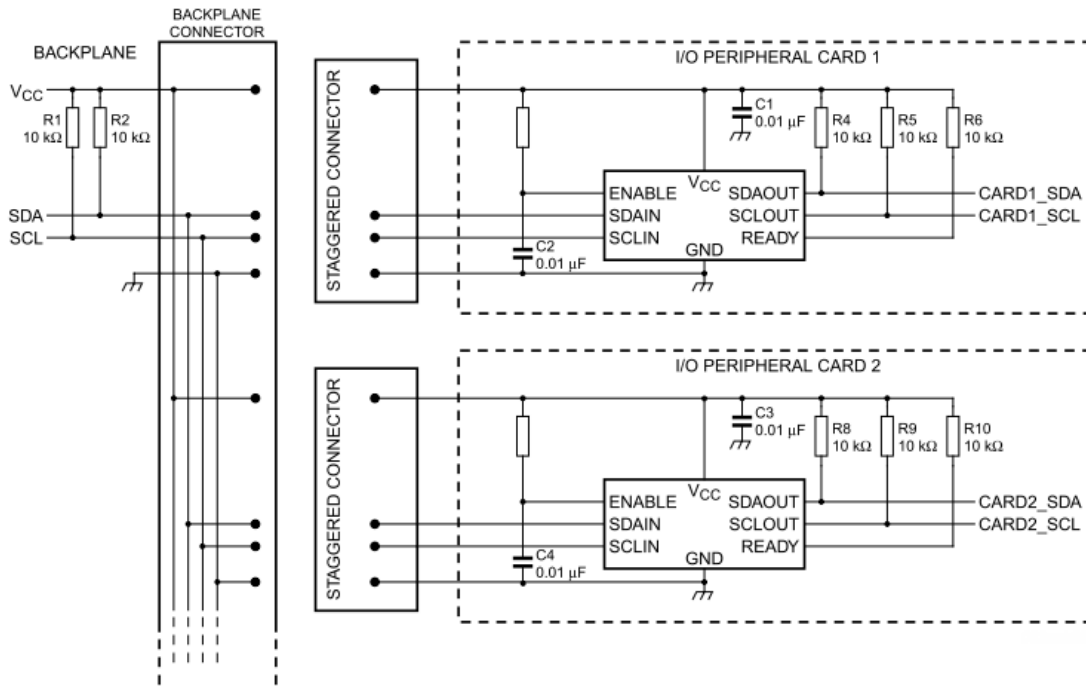 BACKPLANE
CONNECTOR
BACKPLANE
VCC
R1
10 kΩ
R2
10 kΩ
SDA
SCL
STAGGERED CONNECTOR
I/O PERIPHERAL CARD 1
C1
0.01 μF
R4
10 kΩ
R5
10 kΩ
R6
10 kΩ
VCC
ENABLE
SDAOUT
CARD1_SDA
SDAIN
SCLOUT
CARD1_SCL
SCLIN
READY
GND
C2
0.01 μF
STAGGERED CONNECTOR
I/O PERIPHERAL CARD 2
C3
0.01 μF
R8
10 kΩ
R9
10 kΩ
R10
10 kΩ
VCC
ENABLE
SDAOUT
CARD2_SDA
SDAIN
SCLOUT
CARD2_SCL
SCLIN
READY
GND
C4
0.01 μF